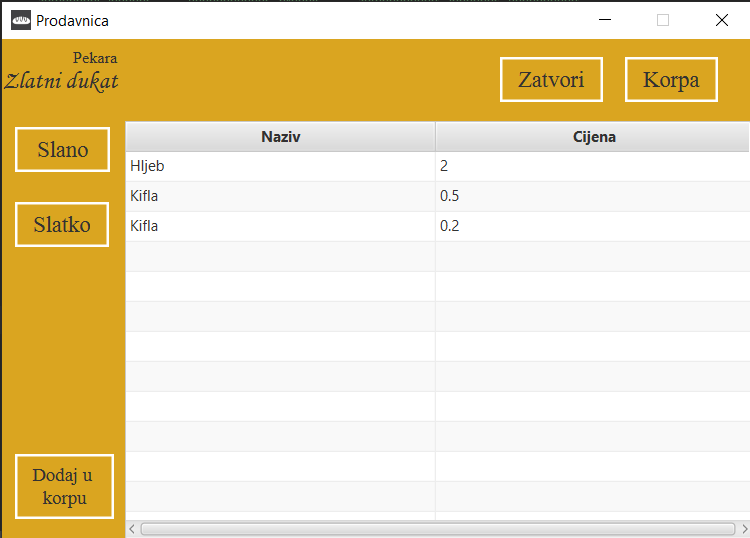 Prodavnica
Pekara
Zlatni dukat
Zatvori
Korpa
Slano
Slatko
Dodaj u
korpu
Naziv Cijena
Hljeb 2
Kifla 0.5
Kifla 0.2